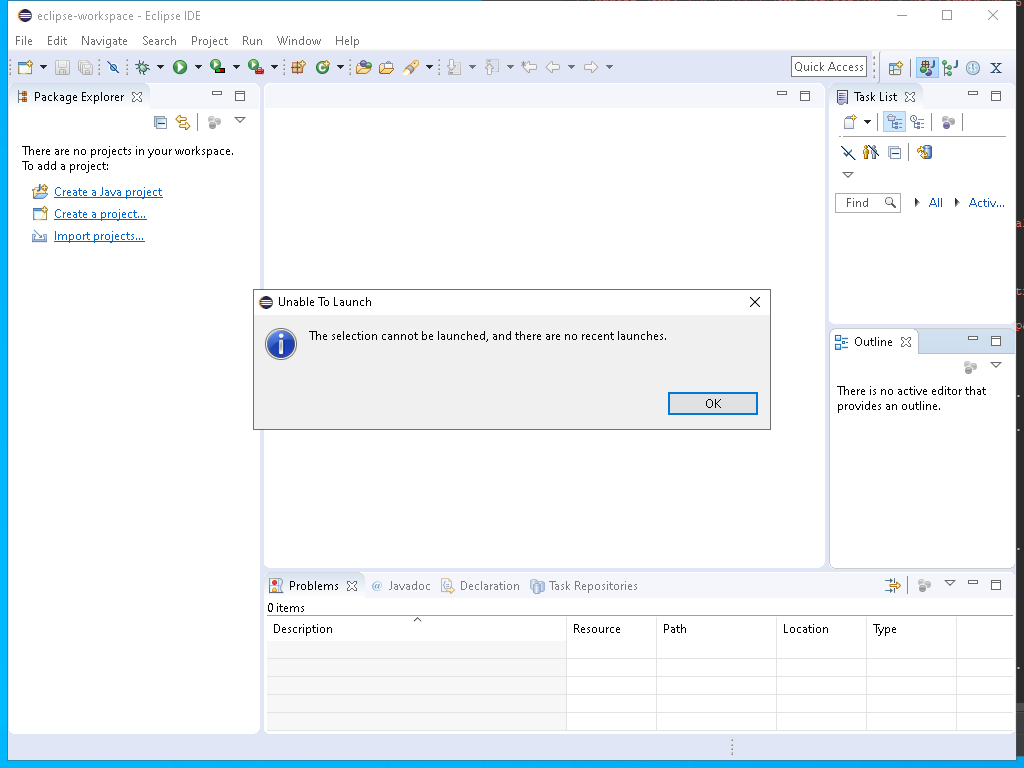 eclipse-workspace - Eclipse IDE
File Edit Navigate Search Project Run Window Help
Quick Access
Package Explorer
There are no projects in your workspace.
To add a project:
Create a Java project
Create a project...
Import projects...
Task List
Find
All
Activ...
Unable To Launch
The selection cannot be launched, and there are no recent launches.
OK
Outline
There is no active editor that
provides an outline.
Problems @ Javadoc Declaration Task Repositories
0 items
Description Resource Path Location Type